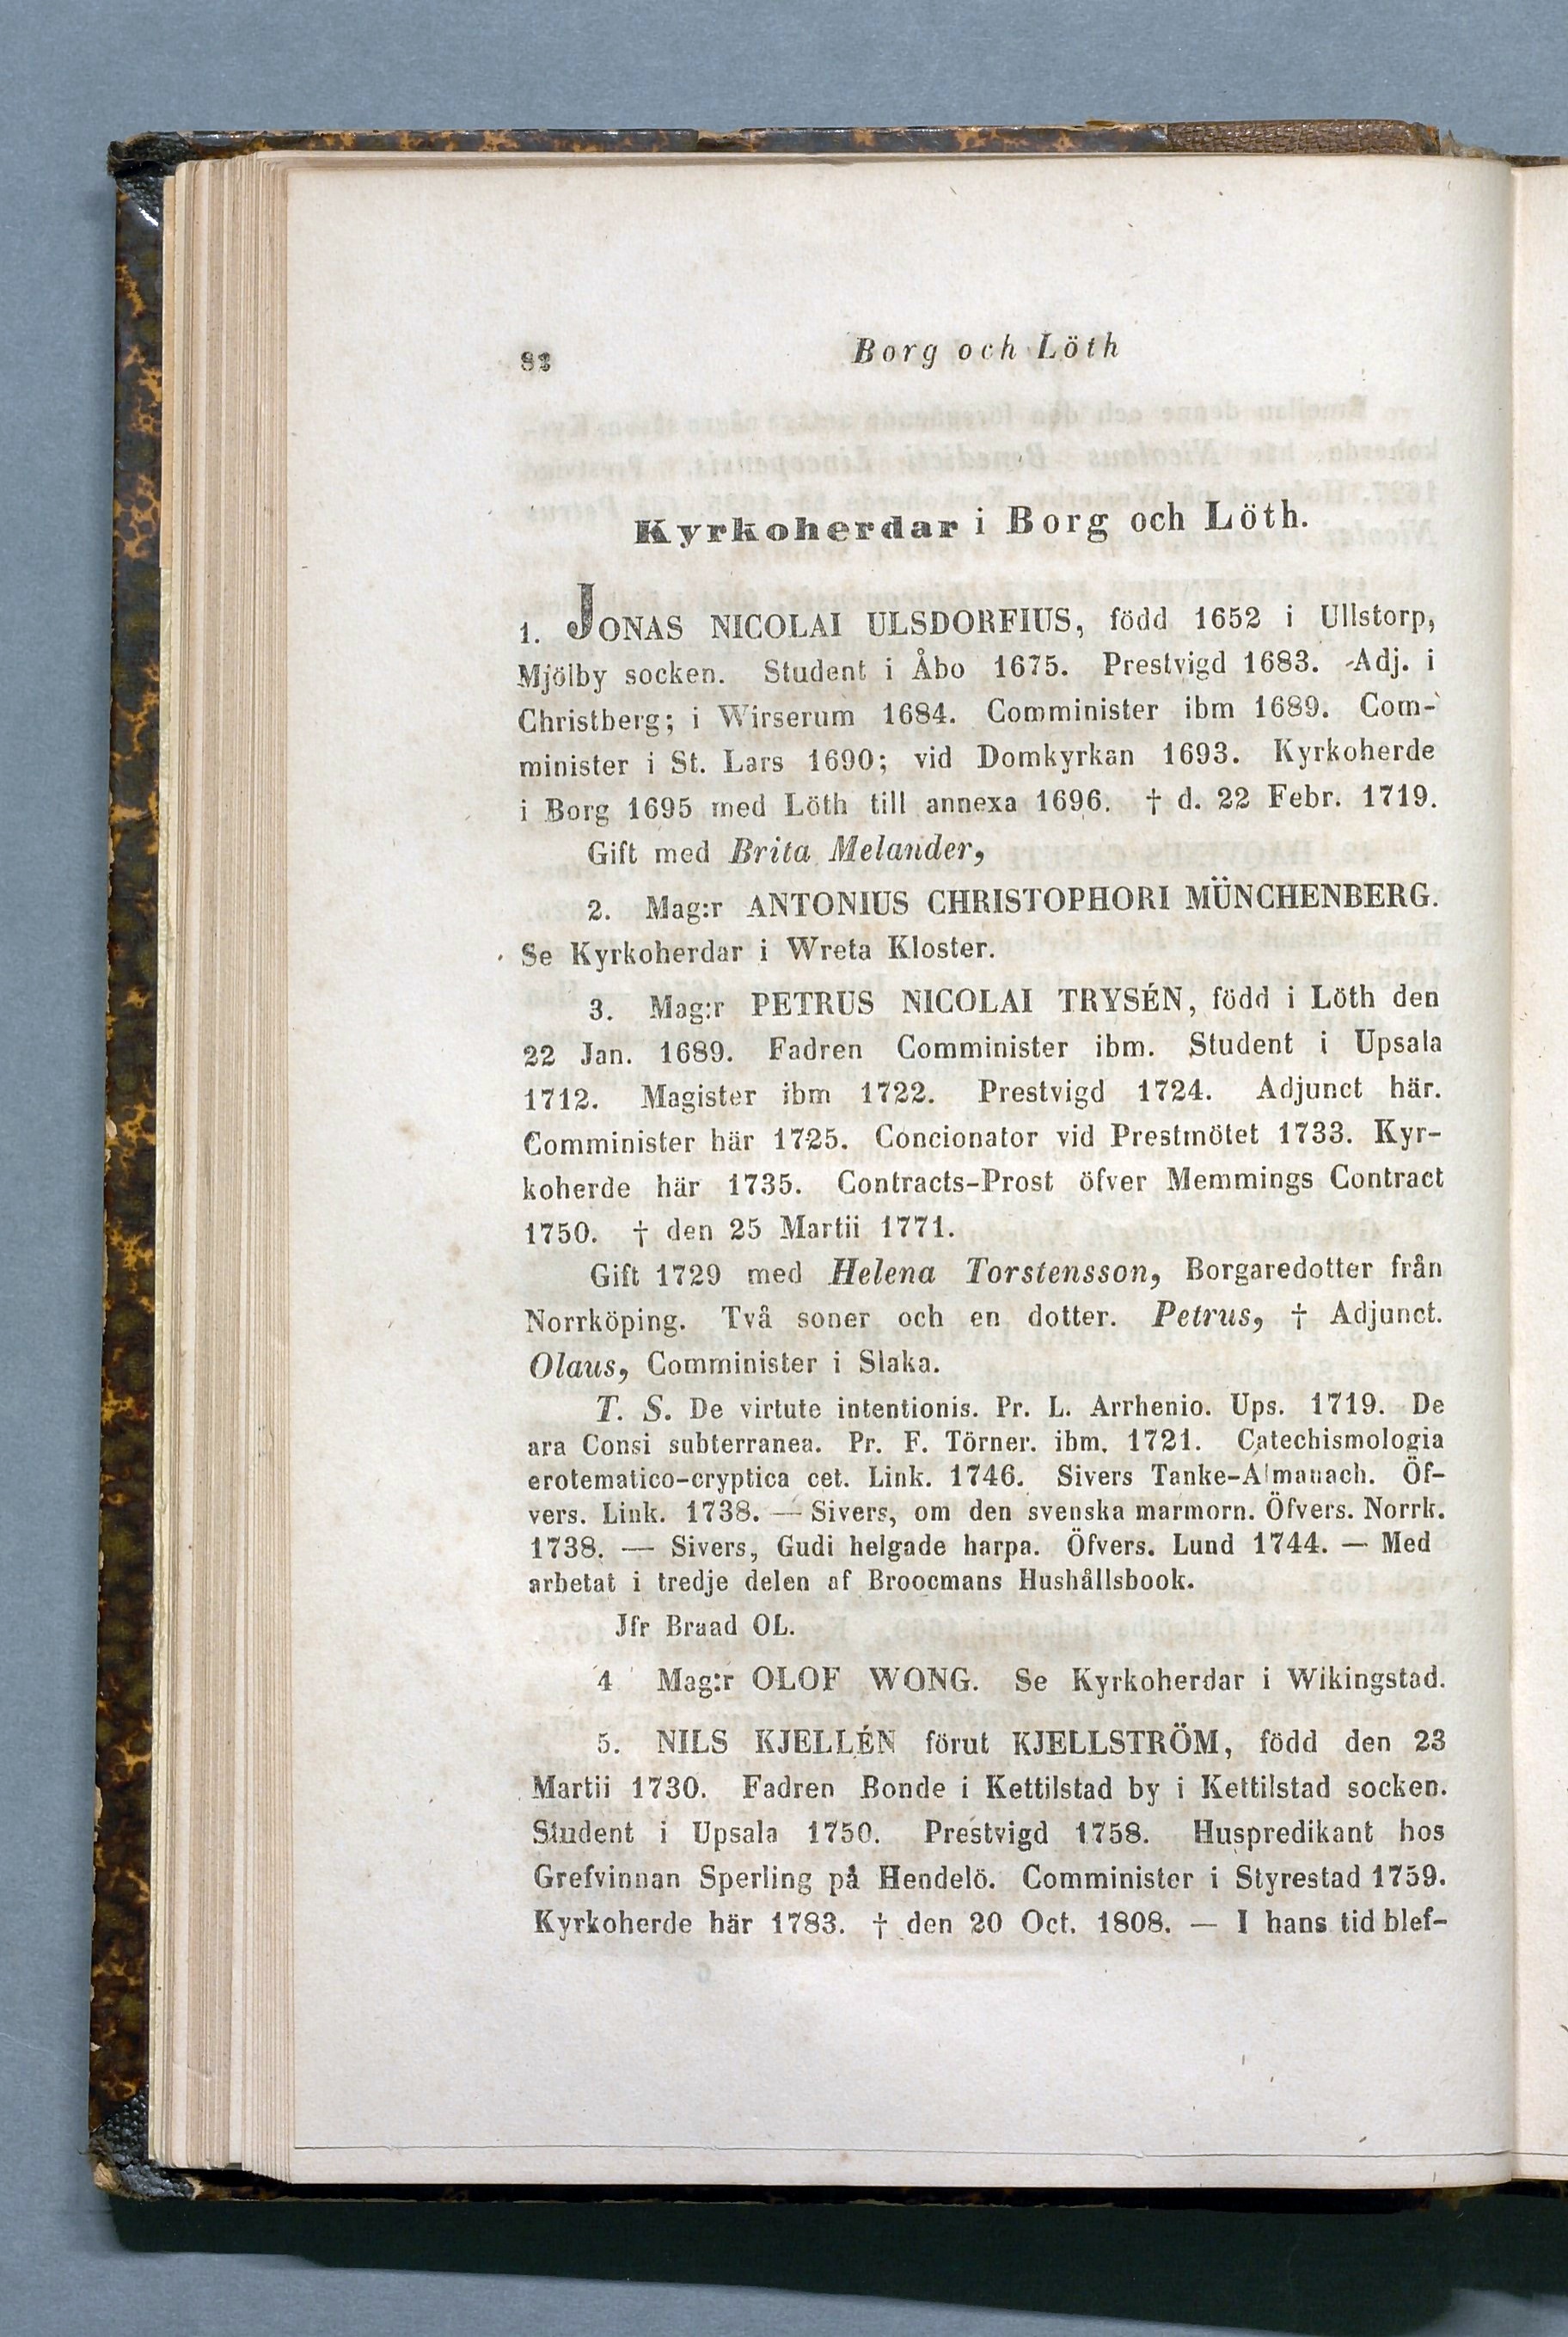 82
Borg och Löth
Kyrkoherdar i Borg och Löth.
1. JONAS NICOLAI ULSDORFIUS, född 1652 i Ullstorp,
Mjölby socken. Student i Åbo 1675. Prestvigd 1683. Adj. i
Christberg; i Wirserum 1684. Comminister ibm 1689. Com-
minister i St. Lars 1690; vid Domkyrkan 1693. Kyrkoherde
i Borg 1695 med Löth till annexa 1696. † d. 22 Febr. 1719.
Gift med Brita Melander,
2. Mag:r ANTONIUS CHRISTOPHORI MÜNCHENBERG.
Se Kyrkoherdar i Wreta Kloster.
3. Mag:r PETRUS NICOLAI TRYSÉN, född i Löth den
22 Jan. 1689. Fadren Comminister ibm. Student i Upsala
1712. Magister ibm 1722. Prestvigd 1724. Adjunct här.
Comminister här 1725. Concionator vid Prestmötet 1733. Kyr-
koherde här 1735. Contracts-Prost öfver Memmings Contract
1750. † den 25 Martii 1771.
Gift 1729 med Helena Torstensson, Borgaredotter från
Norrköping. Två soner och en dotter. Petrus, † Adjunct.
Olaus, Comminister i Slaka.
T. S. De virtute intentionis. Pr. L. Arrhenio. Ups. 1719. De
ara Consi subterranea. Pr. F. Törner. ibm. 1721. Catechismologia
erotematico-cryptica cet. Link. 1746. Sivers Tanke-Almanach. Öf-
vers. Link. 1738. — Sivers, om den svenska marmorn. Öfvers. Norrk.
1738. — Sivers, Gudi helgade harpa. Öfvers. Lund 1744. — Med
arbetat i tredje delen af Broocmans Hushållsbook.
Jfr Braad OL.
4 Mag:r OLOF WONG. Se Kyrkoherdar i Wikingstad.
5. NILS KJELLÉN förut KJELLSTRÖM, född den 23
Martii 1730. Fadren Bonde i Kettilstad by i Kettilstad socken.
Student i Upsala 1750. Prestvigd 1758. Huspredikant hos
Grefvinnan Sperling på Hendelö. Comminister i Styrestad 1759.
Kyrkoherde här 1783. † den 20 Oct. 1808. — I hans tid blef-